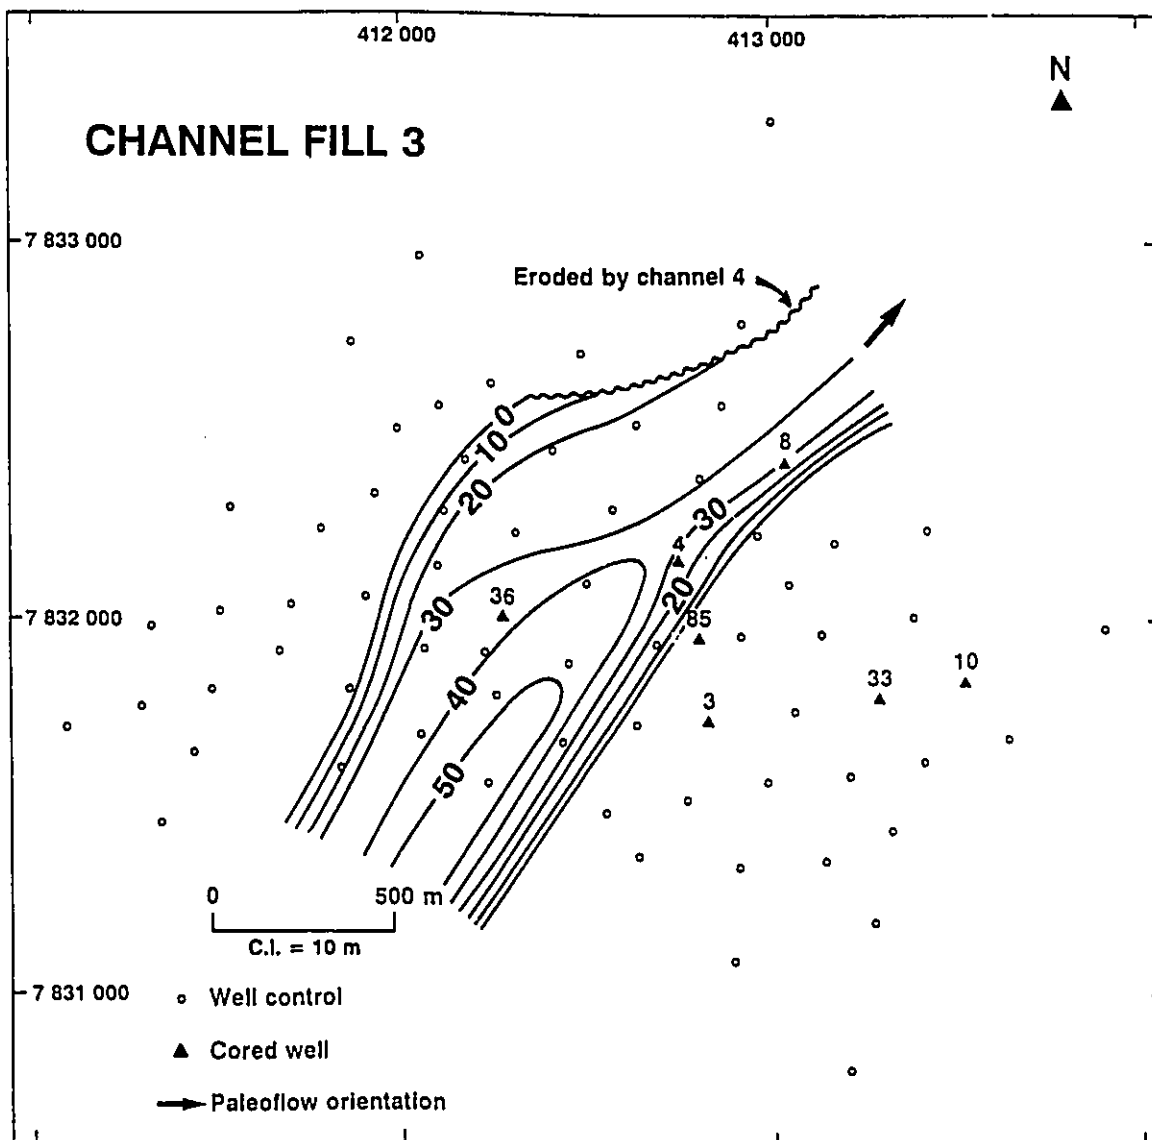 412 000
413 000
N
CHANNEL FILL 3
7 833 000
Eroded by channel 4
0
10
20
30
40
50
8
30
4
20
36
85
7 832 000
3
33
10
0 500 m
C.I. = 10 m
7 831 000
Well control
Cored well
Paleoflow orientation